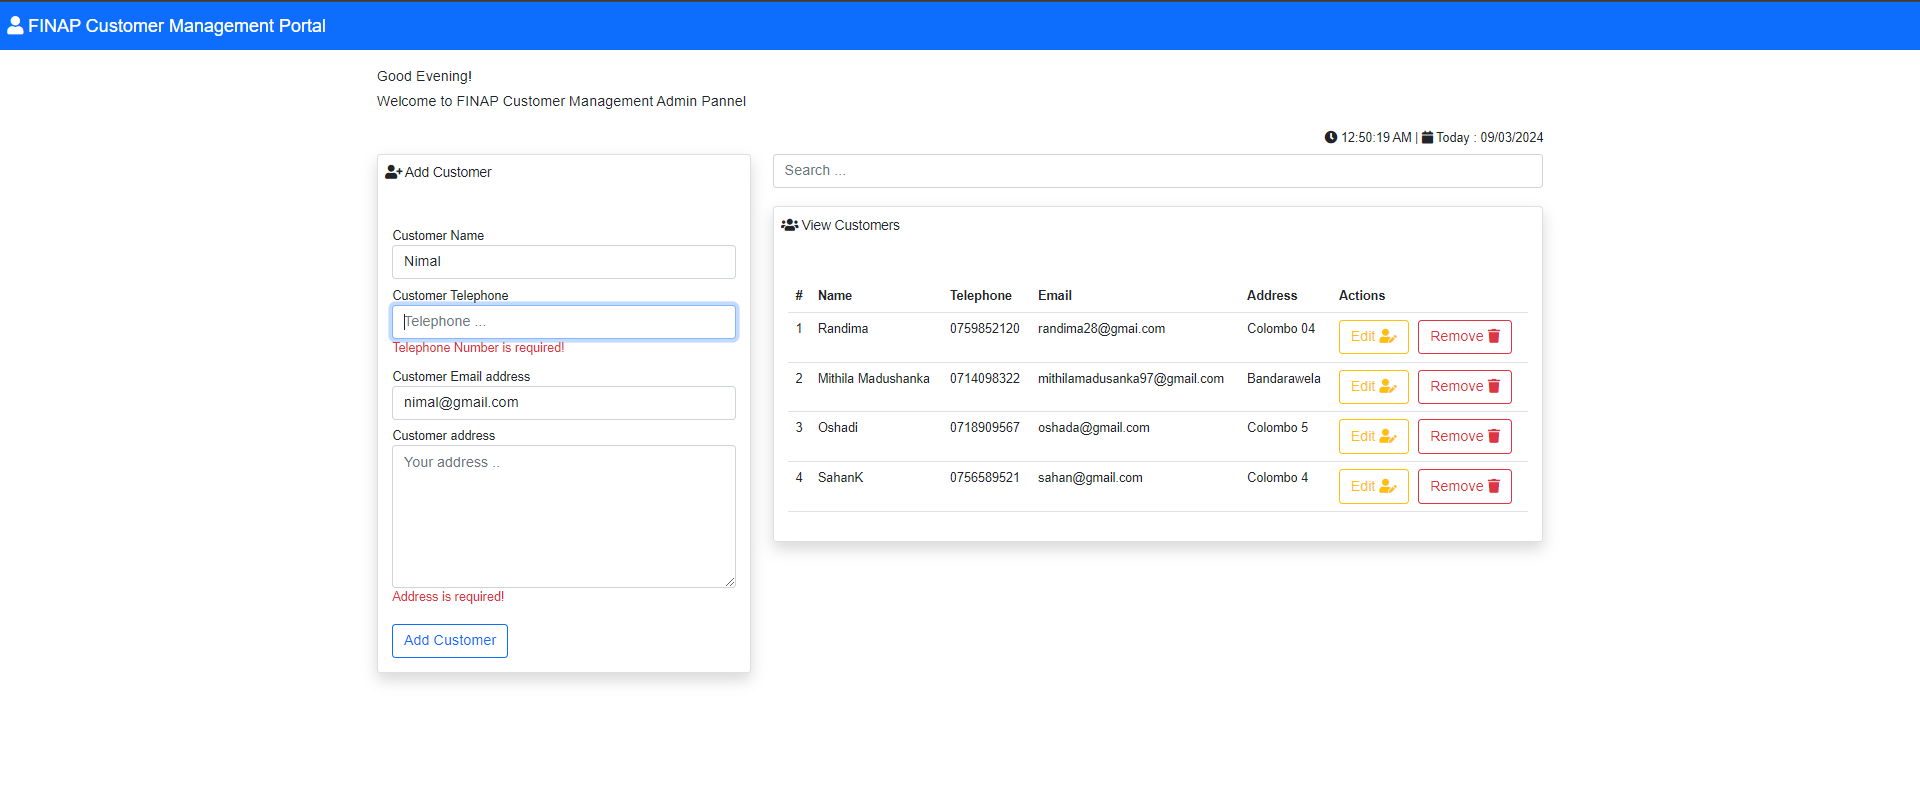 FINAP Customer Management Portal
Good Evening!
Welcome to FINAP Customer Management Admin Pannel
12:50:19 AM | Today : 09/03/2024
Add Customer
Customer Name
Nimal
Customer Telephone
Telephone ...
Telephone Number is required!
Customer Email address
nimal@gmail.com
Customer address
Your address ..
Address is required!
Add Customer
Search ...
View Customers
# Name Telephone Email Address Actions
1 Randima 0759852120 randima28@gmai.com Colombo 04 Edit Remove
2 Mithila Madushanka 0714098322 mithilamadusanka97@gmail.com Bandarawela Edit Remove
3 Oshadi 0718909567 oshada@gmail.com Colombo 5 Edit Remove
4 SahanK 0756589521 sahan@gmail.com Colombo 4 Edit Remove